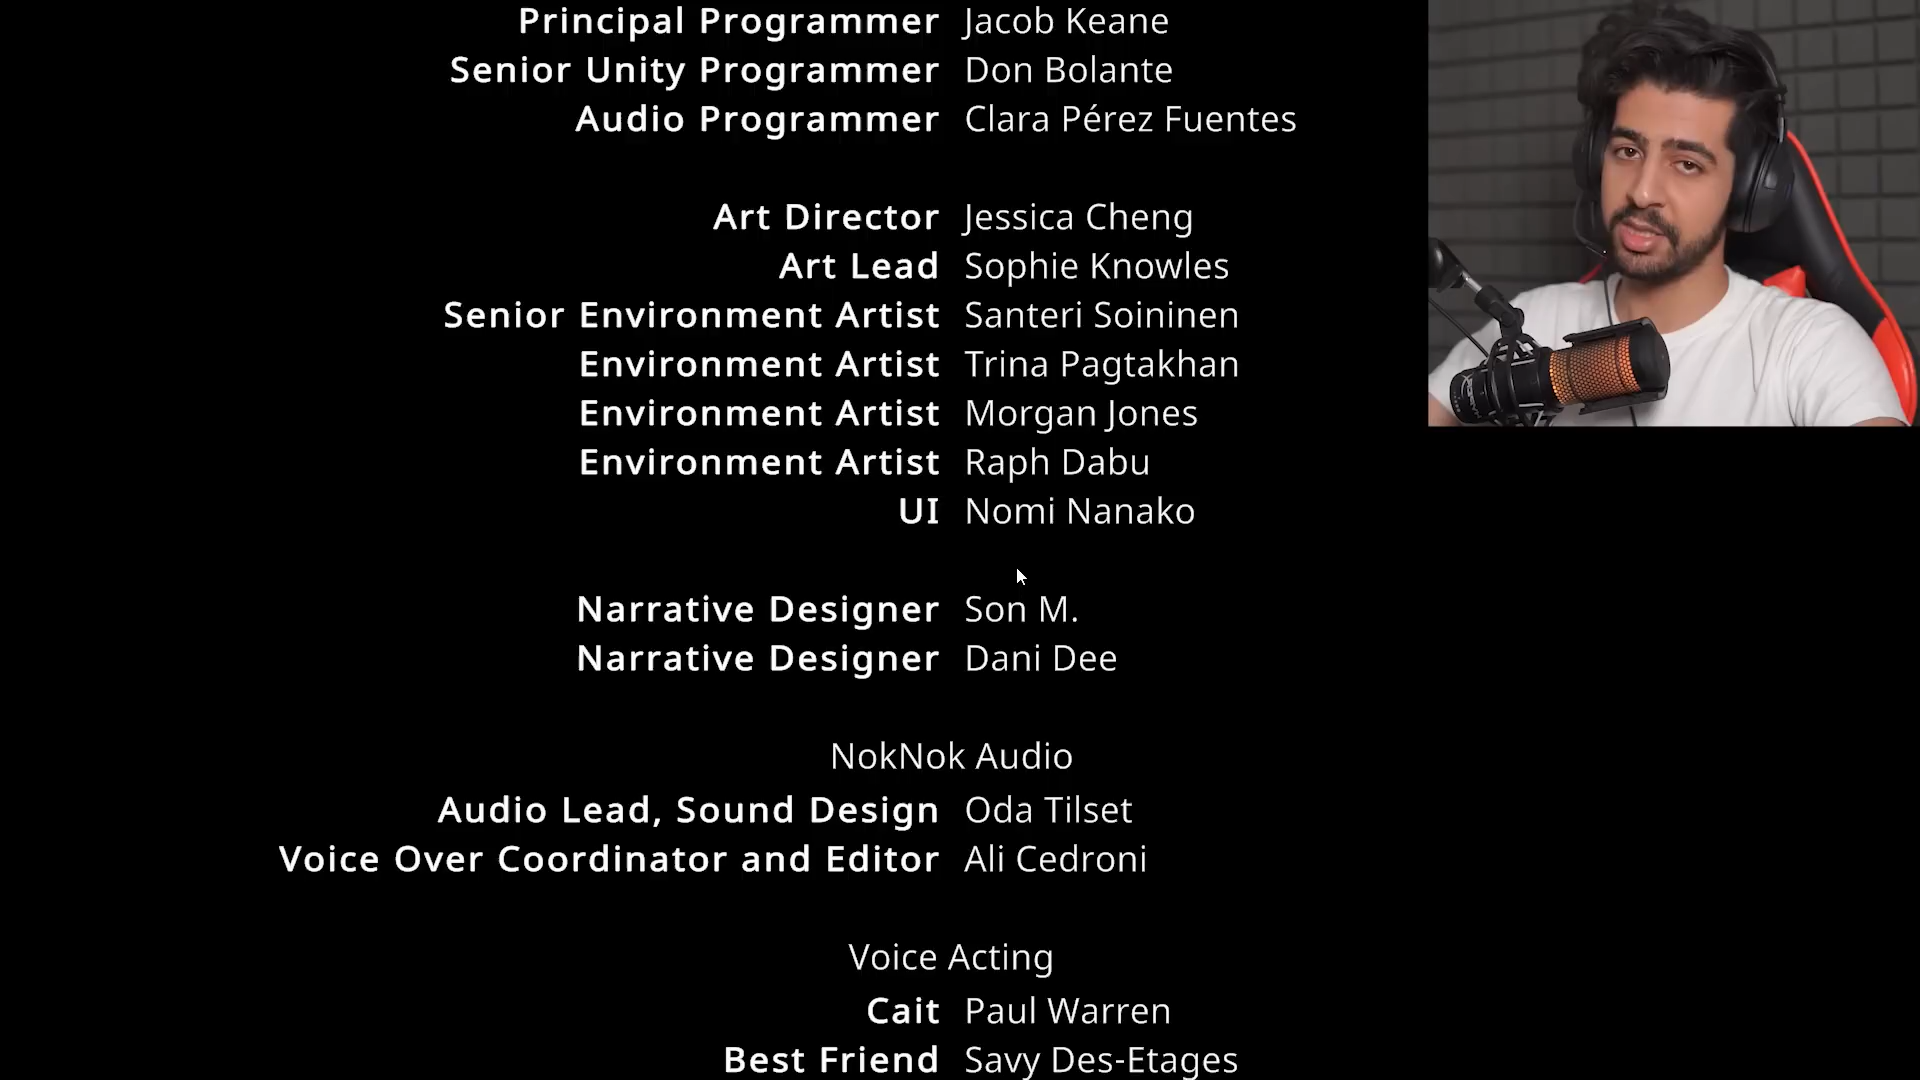 Principal Programmer Jacob Keane
Senior Unity Programmer Don Bolante
Audio Programmer Clara Pérez Fuentes
Art Director Jessica Cheng
Art Lead Sophie Knowles
Senior Environment Artist Santeri Soininen
Environment Artist Trina Pagtakhan
Environment Artist Morgan Jones
Environment Artist Raph Dabu
UI Nomi Nanako
Narrative Designer Son M.
Narrative Designer Dani Dee
NokNok Audio
Audio Lead, Sound Design Oda Tilset
Voice Over Coordinator and Editor Ali Cedroni
Voice Acting
Cait Paul Warren
Best Friend Savy Des-Etages